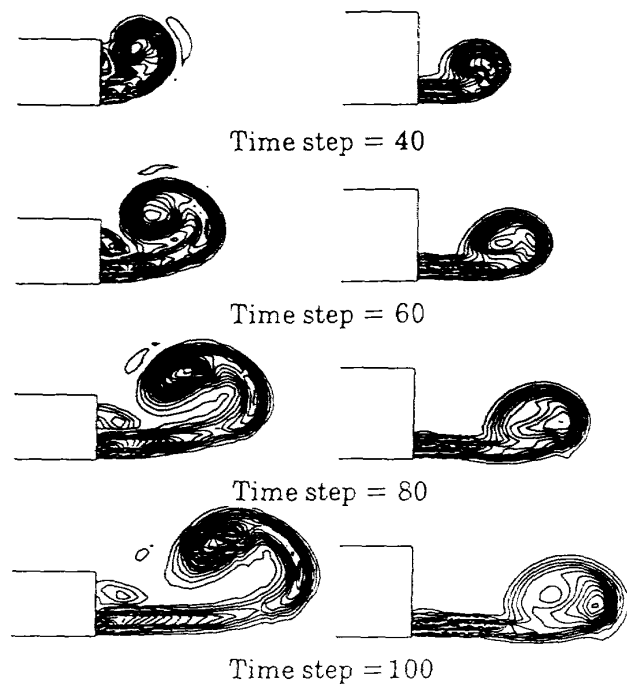 Time step = 40
Time step = 60
Time step = 80
Time step =100